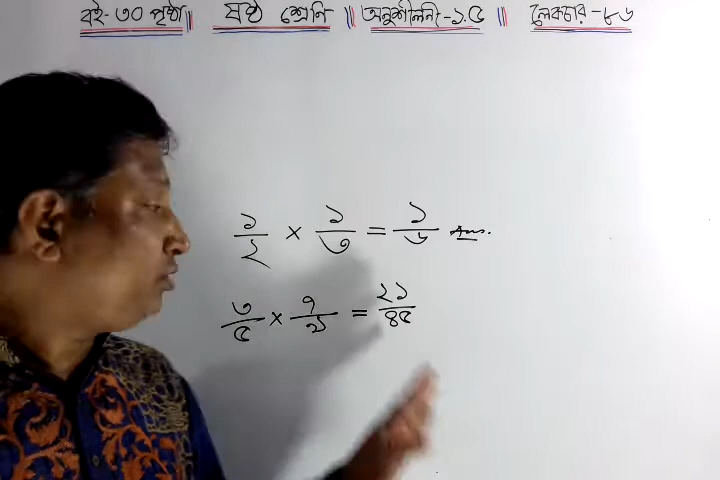 বই- ৩০ পৃষ্ঠা || ষষ্ঠ শ্রেনি || অনুশীলনী-১.৫ || লেকচার-৮৬
১/২ × ১/৩ = ১/৬ Ans.
৩/৫ × ৭/৯ = ২১/৪৫